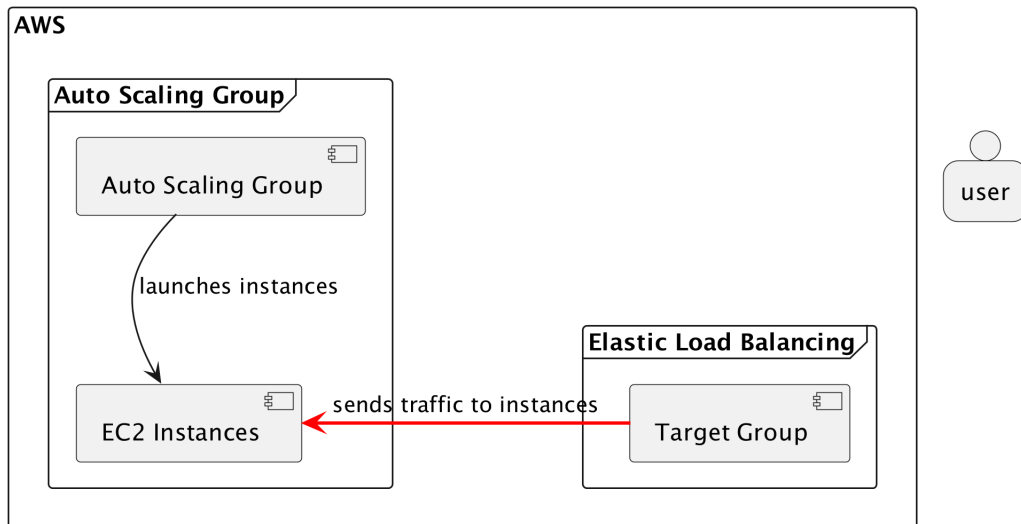 AWS
Auto Scaling Group
Auto Scaling Group
user
launches instances
Elastic Load Balancing
sends traffic to instances
EC2 Instances
Target Group